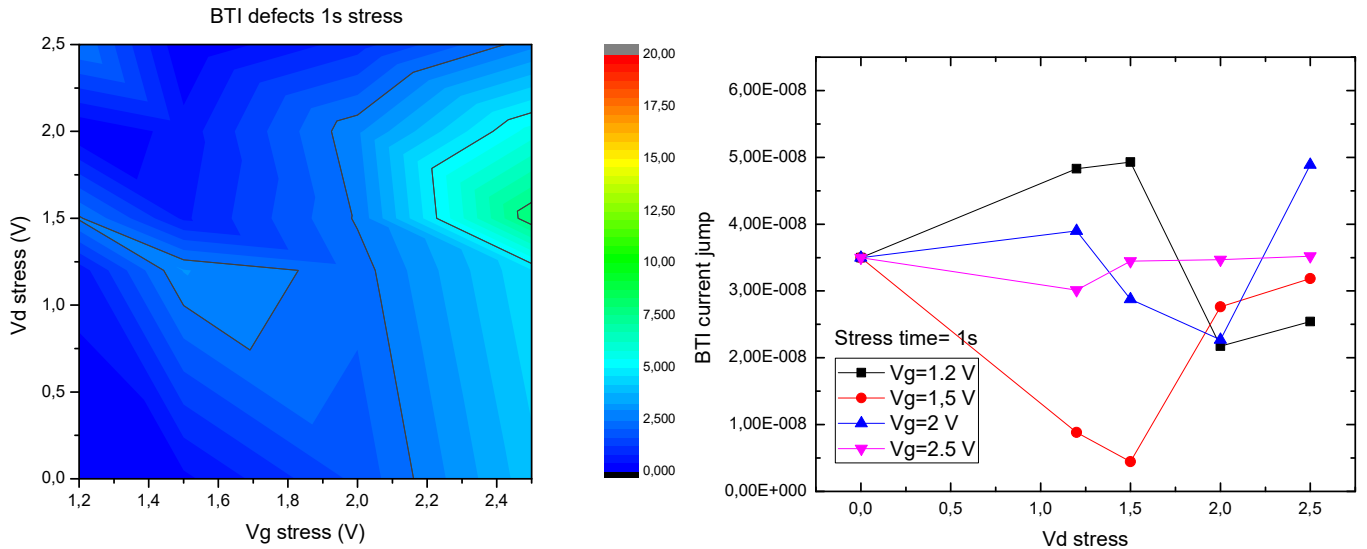 BTI defects 1s stress
2,5
2,0
1,5
1,0
0,5
0,0
Vd stress (V)
1,2
1,4
1,6
1,8
2,0
2,2
2,4
Vg stress (V)
20,00
17,50
15,00
12,50
10,00
7,500
5,000
2,500
0,000
6,00E-008
5,00E-008
4,00E-008
3,00E-008
2,00E-008
1,00E-008
0,00E+000
BTI current jump
Stress time= 1s
Vg=1.2 V
Vg=1,5 V
Vg=2 V
Vg=2.5 V
0,0
0,5
1,0
1,5
2,0
2,5
Vd stress